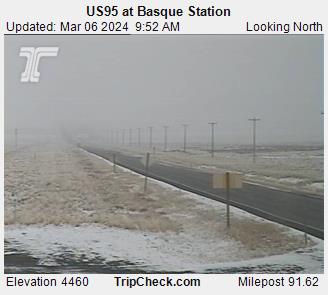 US95 at Basque Station
Updated: Mar 06 2024 9:52 AM Looking North
Elevation 4460 TripCheck.com Milepost 91.62